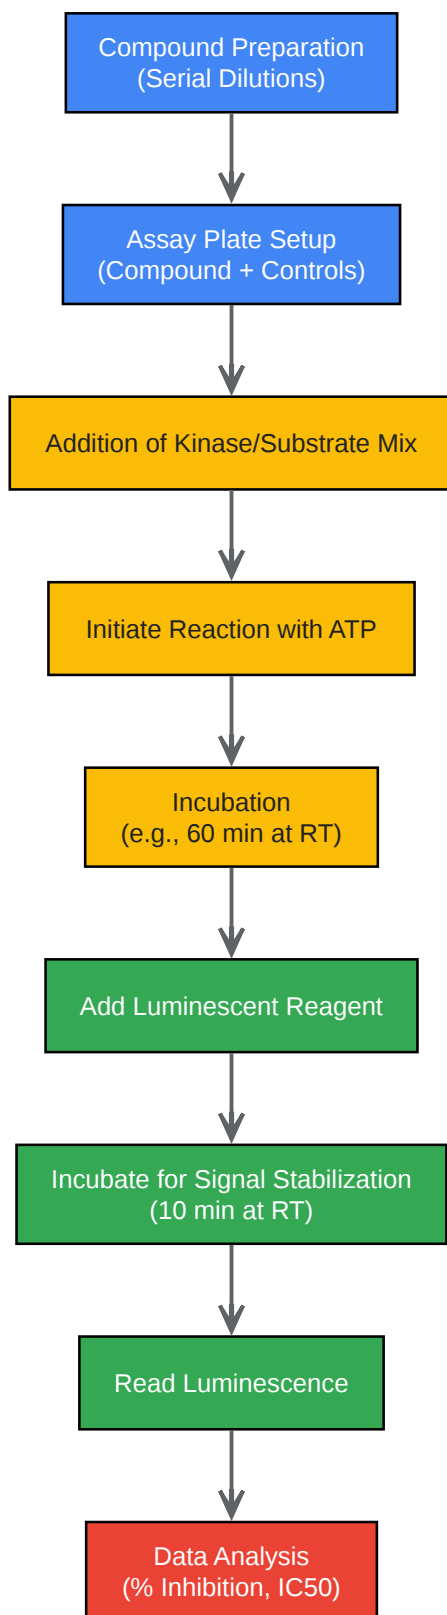 Compound Preparation
(Serial Dilutions)
Assay Plate Setup
(Compound + Controls)
Addition of Kinase/Substrate Mix
Initiate Reaction with ATP
Incubation
(e.g., 60 min at RT)
Add Luminescent Reagent
Incubate for Signal Stabilization
(10 min at RT)
Read Luminescence
Data Analysis
(% Inhibition, IC50)